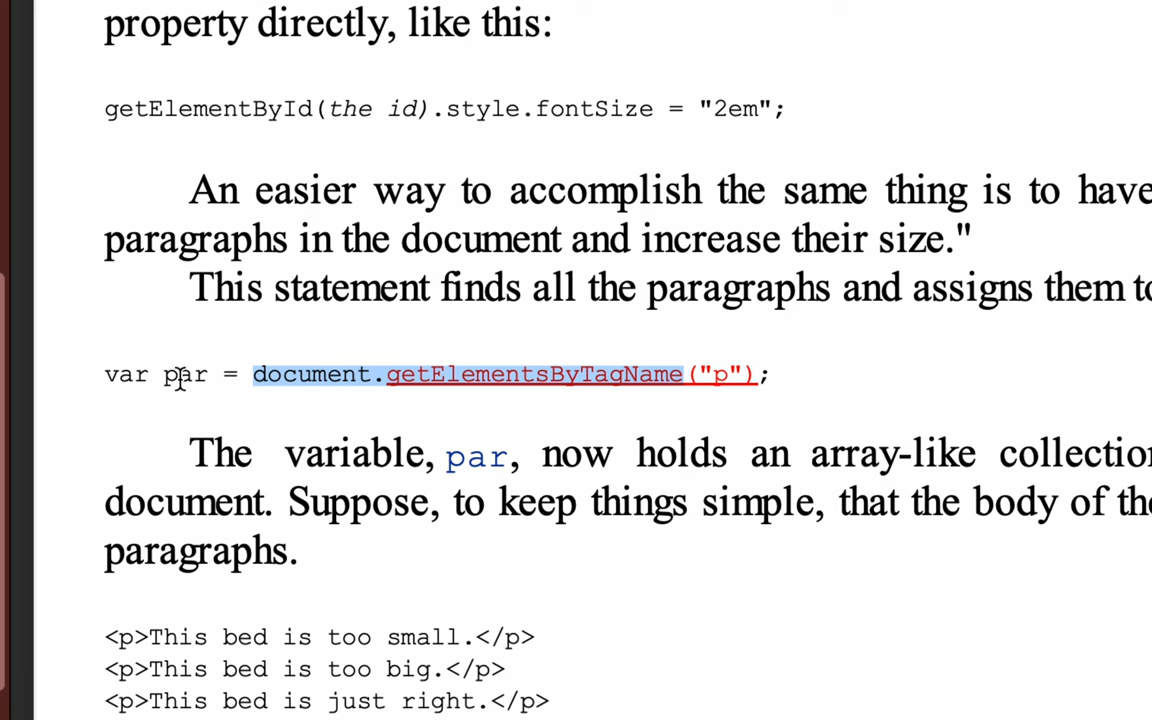 property directly, like this:
getElementById(the id).style.fontSize = "2em";
An easier way to accomplish the same thing is to have
paragraphs in the document and increase their size."
This statement finds all the paragraphs and assigns them to
var par = document.getElementsByTagName("p");
The variable, par, now holds an array-like
document. Suppose, to keep things simple, that the body of the
paragraphs.
<p>This bed is too small.</p>
<p>This bed is too big.</p>
<p>This bed is just right.</p>